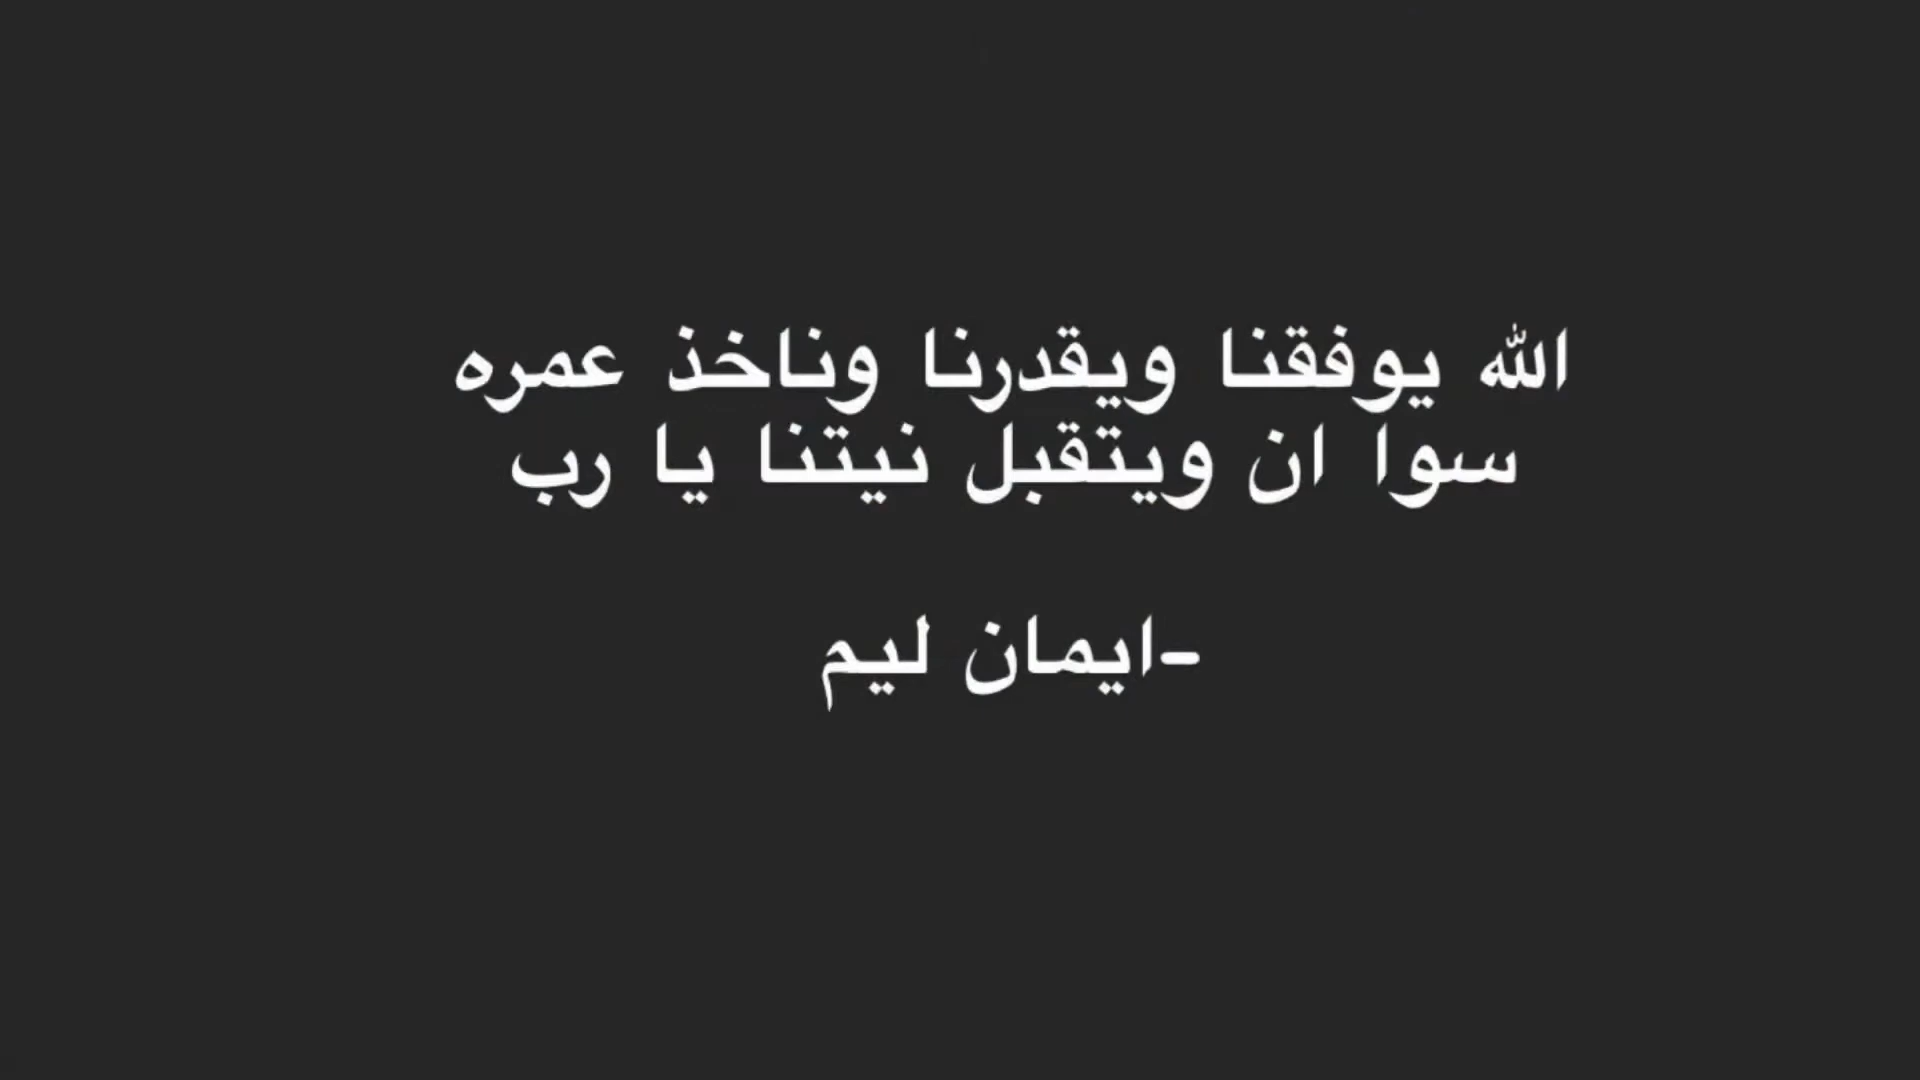 الله يوفقنا ويقدرنا وناخذ عمره
سوا ان ويتقبل نيتنا يا رب
-ايمان ليم